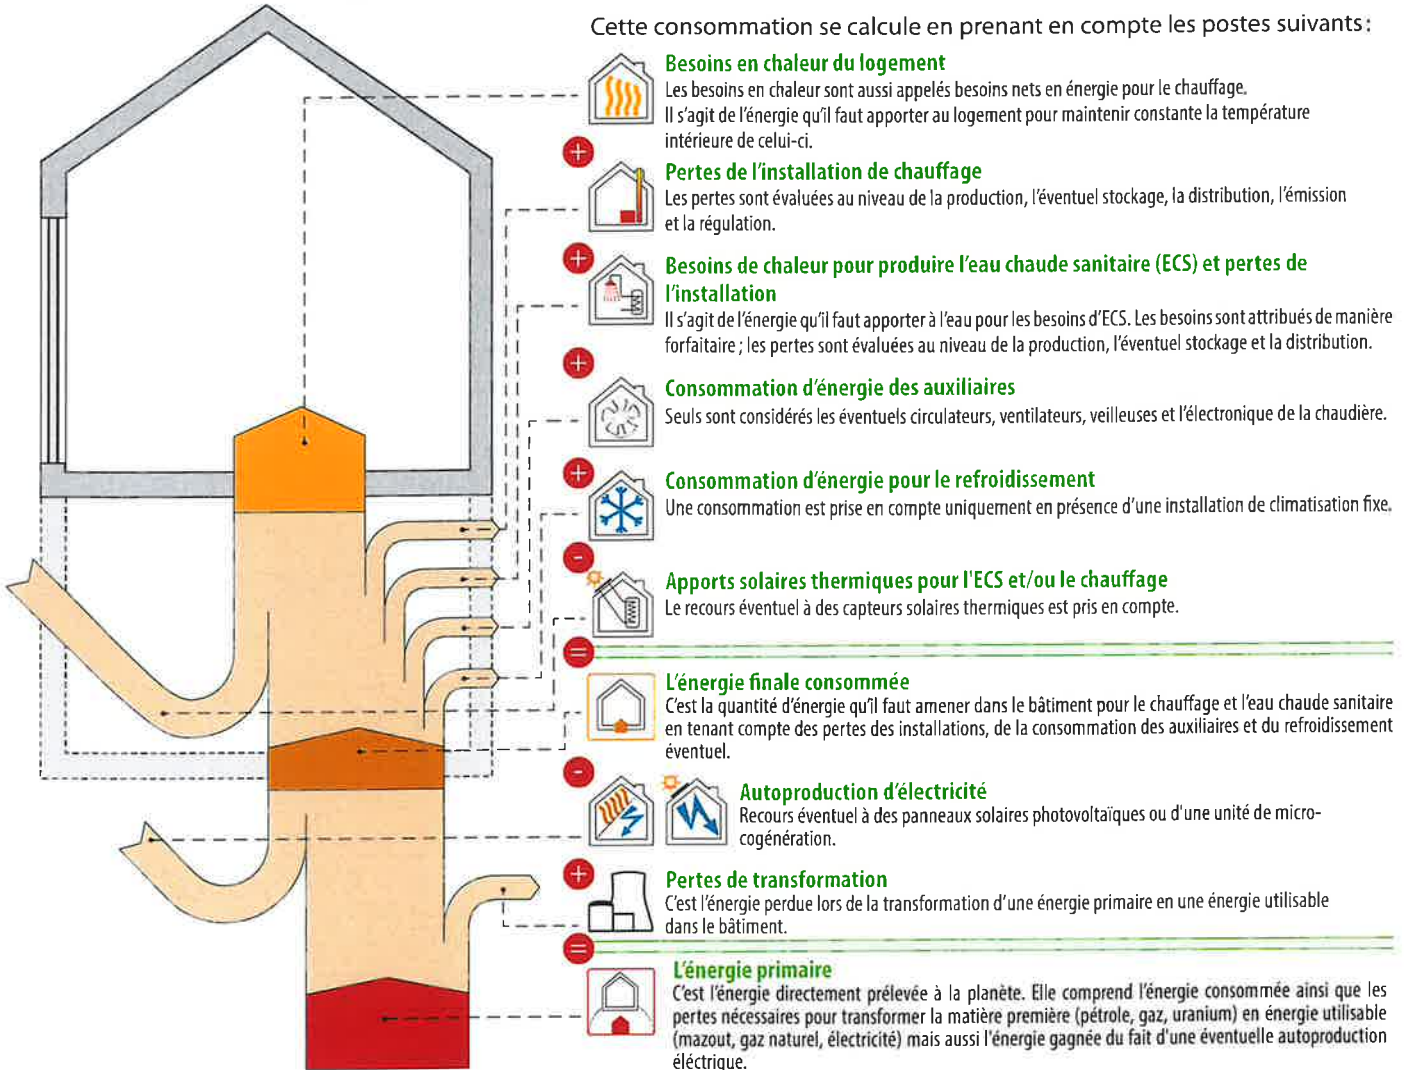 Cette consommation se calcule en prenant en compte les postes suivants :
Besoins en chaleur du logement
Les besoins en chaleur sont aussi appelés besoins nets en énergie pour le chauffage.
Il s'agit de l'énergie qu'il faut apporter au logement pour maintenir constante la température
intérieure de celui-ci.
+
Pertes de l'installation de chauffage
Les pertes sont évaluées au niveau de la production, l'éventuel stockage, la distribution, l'émission
et la régulation.
+
Besoins de chaleur pour produire l'eau chaude sanitaire (ECS) et pertes de
l'installation
Il s'agit de l'énergie qu'il faut apporter à l'eau pour les besoins d'ECS. Les besoins sont attribués de manière
forfaitaire ; les pertes sont évaluées au niveau de la production, l'éventuel stockage et la distribution.
+
Consommation d'énergie des auxiliaires
Seuls sont considérés les éventuels circulateurs, ventilateurs, veilleuses et l'électronique de la chaudière.
+
Consommation d'énergie pour le refroidissement
Une consommation est prise en compte uniquement en présence d'une installation de climatisation fixe.
-
Apports solaires thermiques pour l'ECS et/ou le chauffage
Le recours éventuel à des capteurs solaires thermiques est pris en compte.
=
L'énergie finale consommée
C'est la quantité d'énergie qu'il faut amener dans le bâtiment pour le chauffage et l'eau chaude sanitaire
en tenant compte des pertes des installations, de la consommation des auxiliaires et du refroidissement
éventuel.
-
Autoproduction d'électricité
Recours éventuel à des panneaux solaires photovoltaïques ou d'une unité de micro-
cogénération.
+
Pertes de transformation
C'est l'énergie perdue lors de la transformation d'une énergie primaire en une énergie utilisable
dans le bâtiment.
=
L'énergie primaire
C'est l'énergie directement prélevée à la planète. Elle comprend l'énergie consommée ainsi que les
pertes nécessaires pour transformer la matière première (pétrole, gaz, uranium) en énergie utilisable
(mazout, gaz naturel, électricité) mais aussi l'énergie gagnée du fait d'une éventuelle autoproduction
éléctrique.